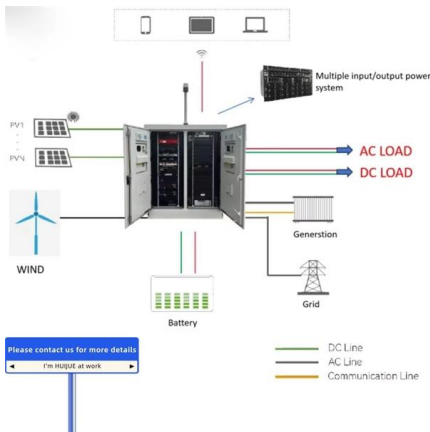 Multiple input/output power
system
PV1
PVN
AC LOAD
DC LOAD
WIND
Generstion
Battery
Grid
Please contact us for more details
I'm HUIJUE at work
DC Line
AC Line
Communication Line